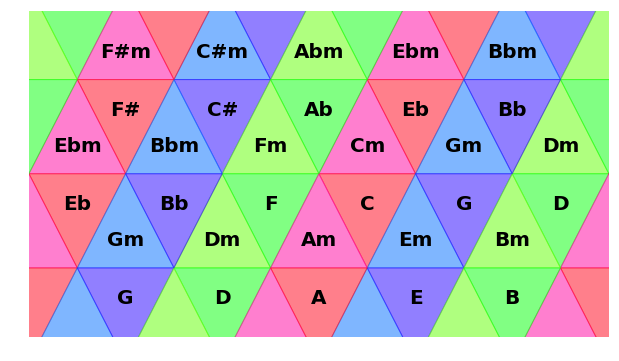 F#m C#m Abm Ebm Bbm
F# C# Ab Eb Bb
Ebm Bbm Fm Cm Gm Dm
Eb Bb F C G D
Gm Dm Am Em Bm
G D A E B